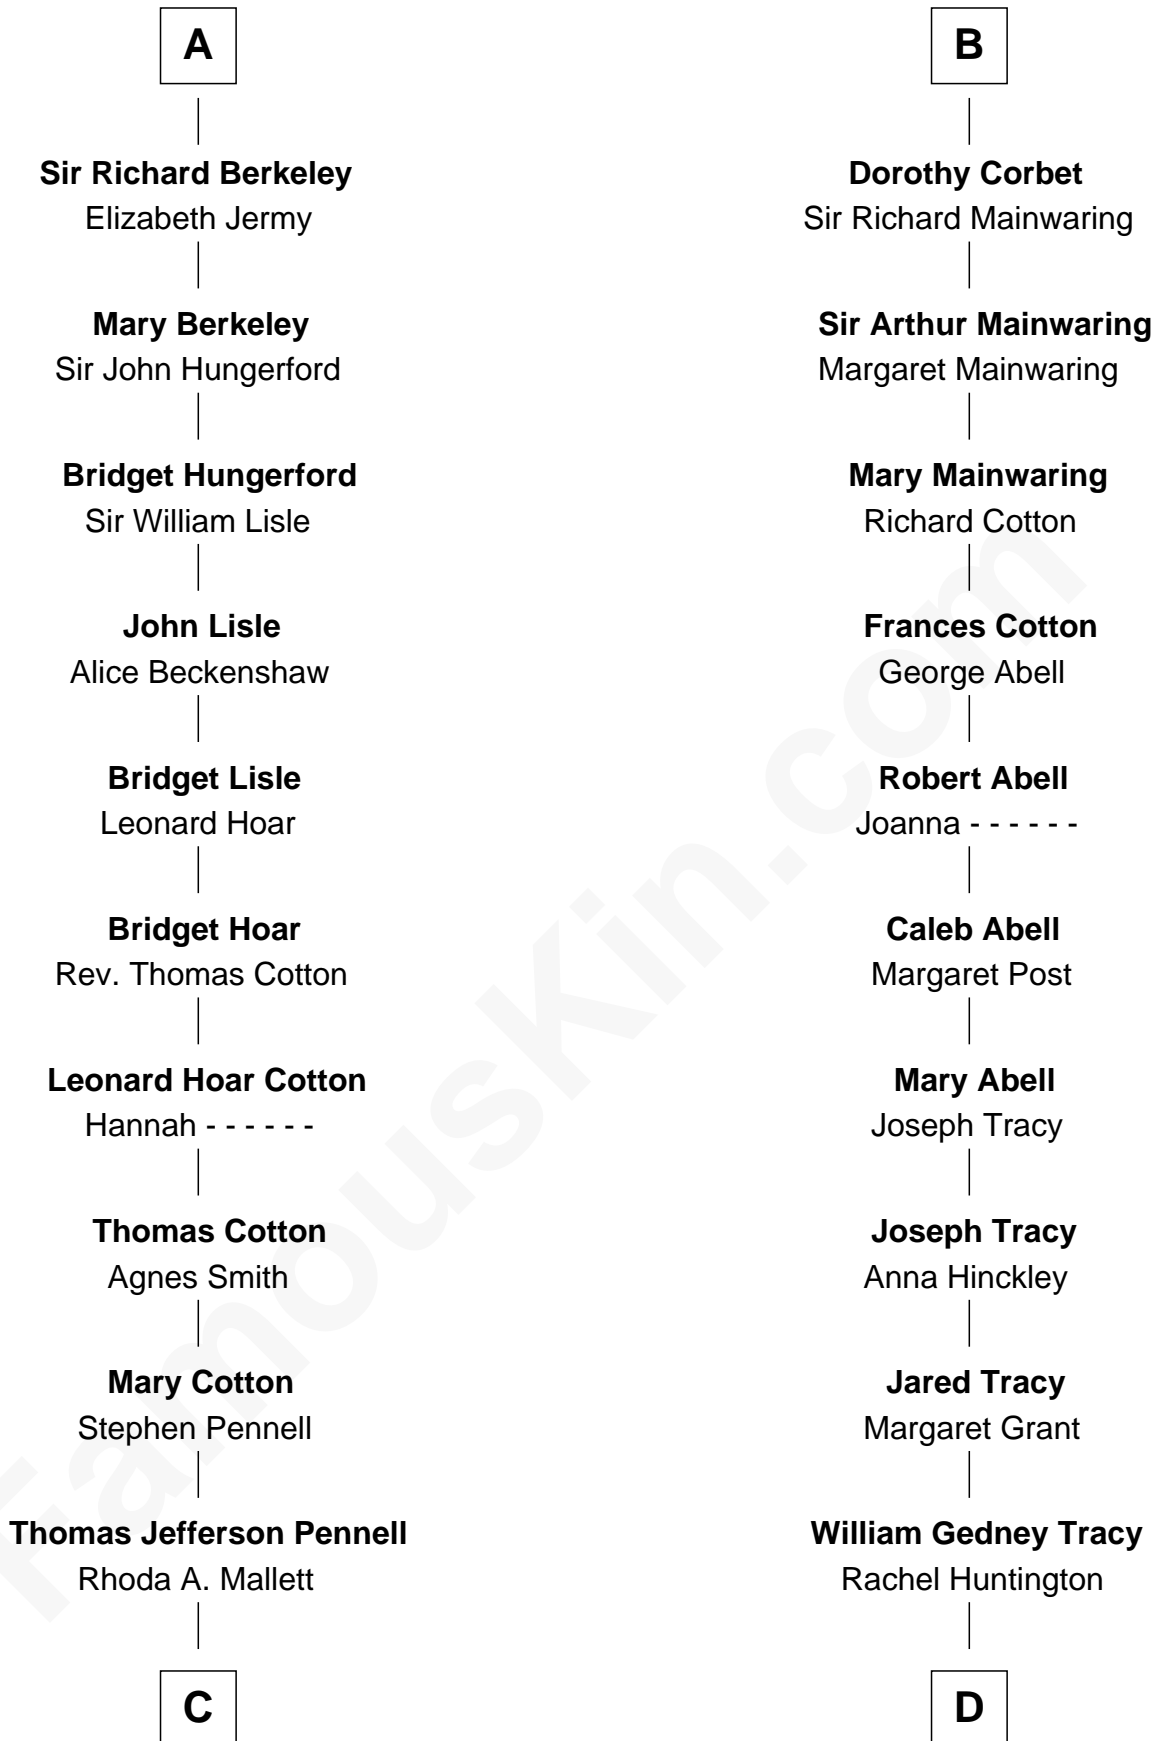 A
Sir Richard Berkeley
Elizabeth Jermy
Mary Berkeley
Sir John Hungerford
Bridget Hungerford
Sir William Lisle
John Lisle
Alice Beckenshaw
Bridget Lisle
Leonard Hoar
Bridget Hoar
Rev. Thomas Cotton
Leonard Hoar Cotton
Hannah - - - - - -
Thomas Cotton
Agnes Smith
Mary Cotton
Stephen Pennell
Thomas Jefferson Pennell
Rhoda A. Mallett
C
B
Dorothy Corbet
Sir Richard Mainwaring
Sir Arthur Mainwaring
Margaret Mainwaring
Mary Mainwaring
Richard Cotton
Frances Cotton
George Abell
Robert Abell
Joanna - - - - - -
Caleb Abell
Margaret Post
Mary Abell
Joseph Tracy
Joseph Tracy
Anna Hinckley
Jared Tracy
Margaret Grant
William Gedney Tracy
Rachel Huntington
D
FamousKin.com